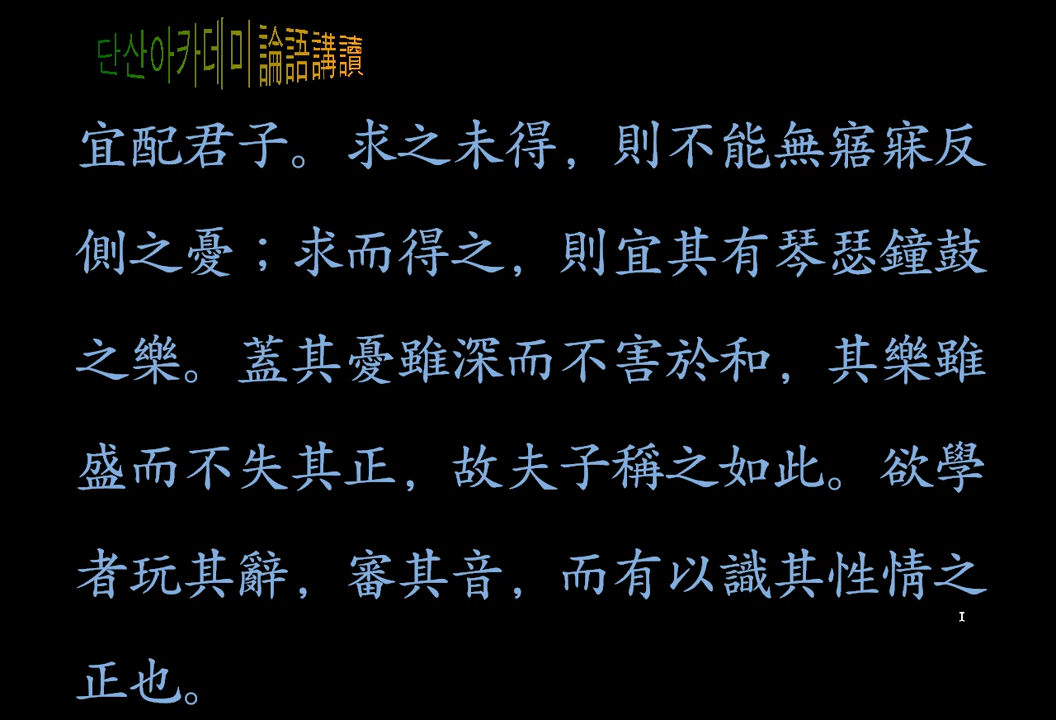 단산아카데미 論語講讀
宜配君子。求之未得，則不能無寤寐反
側之憂；求而得之，則宜其有琴瑟鐘鼓
之樂。蓋其憂雖深而不害於和，其樂雖
盛而不失其正，故夫子稱之如此。欲學
者玩其辭，審其音，而有以識其性情之
正也。